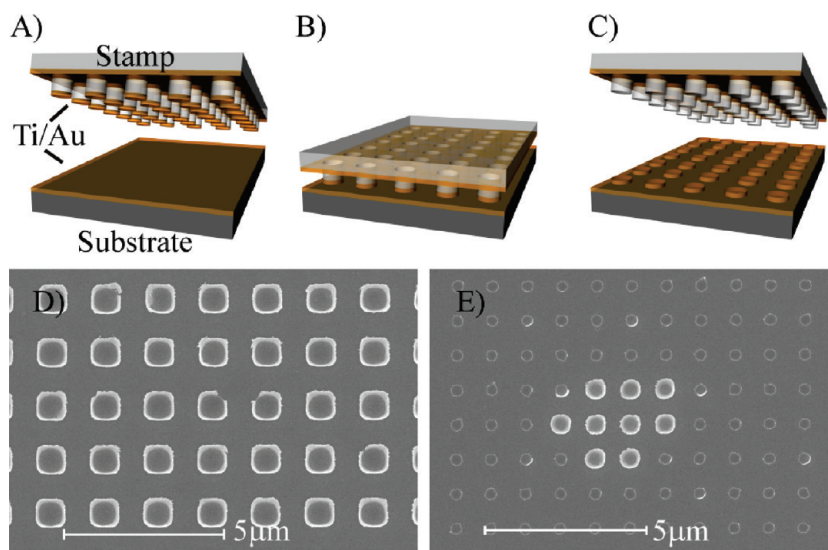 A)
B)
C)
Stamp
Ti/Au
Substrate
D)
E)
5μm
5μm